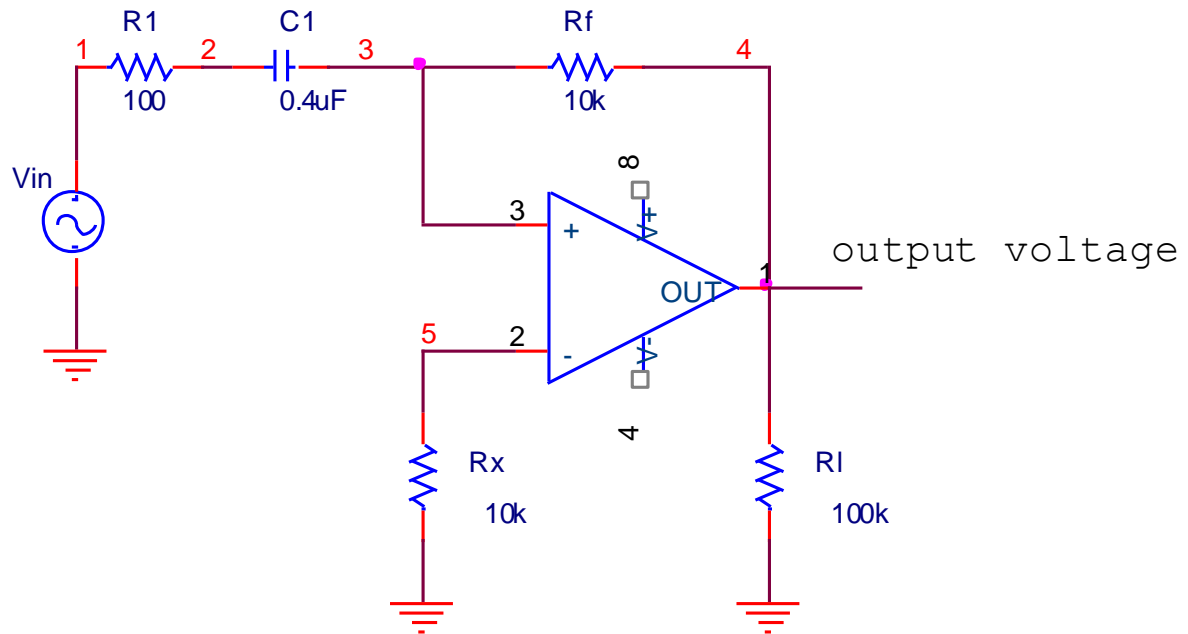 R1
C1
Rf
1
2
3
4
100
0.4uF
10k
8
Vin
3
+
V+
output voltage
1
OUT
5
2
-
V-
4
Rx
10k
Rl
100k